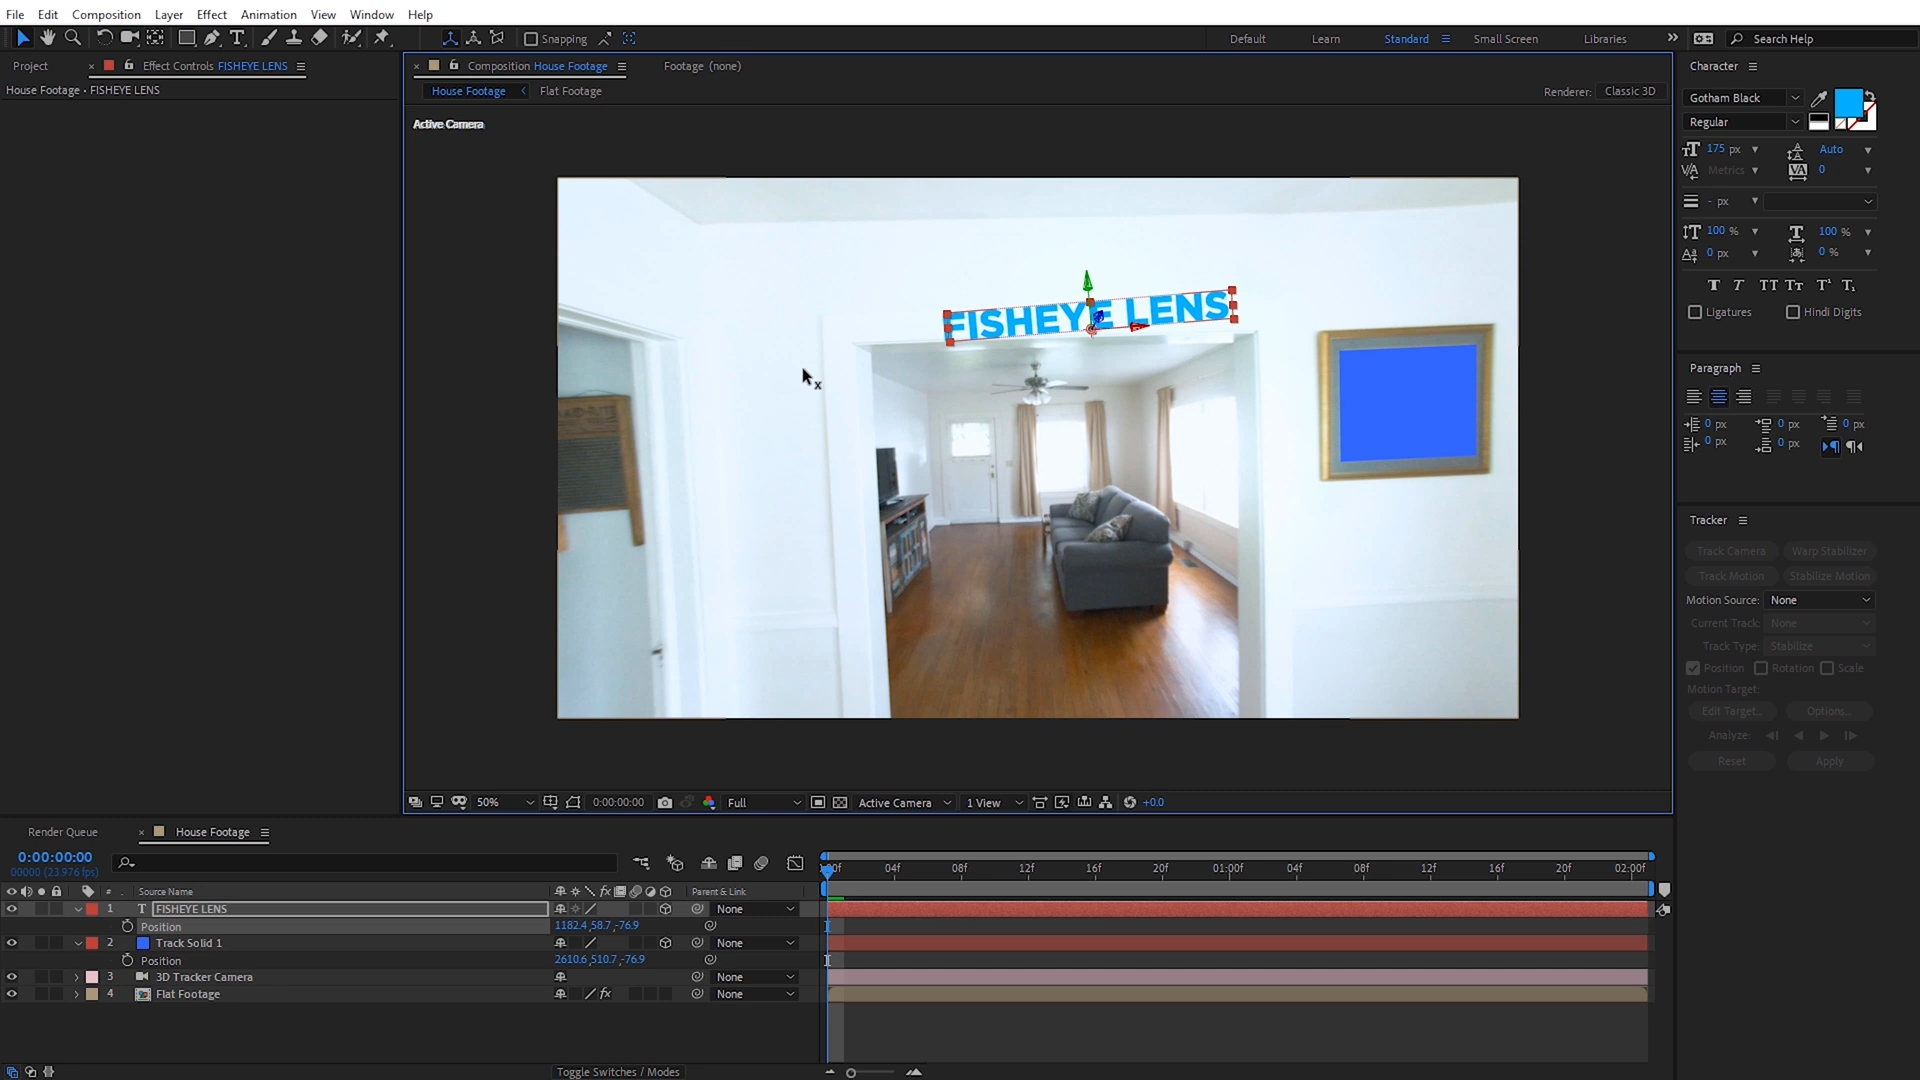 File Edit Composition Layer Effect Animation View Window Help
Snapping
Default Learn Standard Small Screen Libraries Search Help
Project Effect Controls FISHEYE LENS
House Footage • FISHEYE LENS
Composition House Footage Footage (none)
House Footage Flat Footage
Renderer: Classic 3D
Active Camera
FISHEYE LENS
50% 0:00:00:00 Full Active Camera 1 View +0.0
Character
Gotham Black
Regular
175 px Auto
Metrics 0
- px
100 % 100 %
0 px 0 %
Ligatures Hindi Digits
Paragraph
0 px 0 px 0 px
0 px 0 px
Tracker
Track Camera Warp Stabilizer
Track Motion Stabilize Motion
Motion Source: None
Current Track: None
Track Type: Stabilize
Position Rotation Scale
Motion Target:
Edit Target... Options...
Analyze:
Reset Apply
Render Queue House Footage
0:00:00:00
00000 (23.976 fps)
04f 08f 12f 16f 20f 01:00f 04f 08f 12f 16f 20f 02:00f
# Source Name Parent & Link
1 T FISHEYE LENS None
Position 1182.4,58.7,-76.9
2 Track Solid 1 None
Position 2610.6,510.7,-76.9
3 3D Tracker Camera None
4 Flat Footage fx None
Toggle Switches / Modes